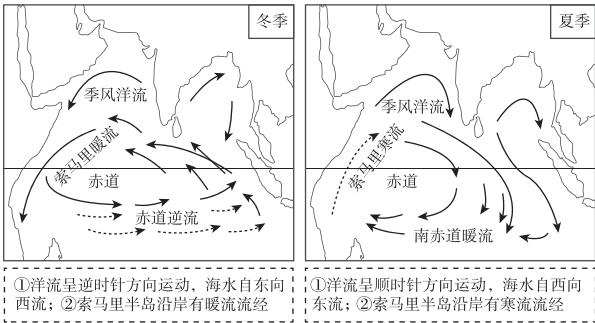 冬季
季风洋流
索马里暖流
赤道
赤道逆流
①洋流呈逆时针方向运动，海水自东向
西流；②索马里半岛沿岸有暖流流经
夏季
季风洋流
索马里寒流
赤道
南赤道暖流
①洋流呈顺时针方向运动，海水自西向
东流；②索马里半岛沿岸有寒流流经